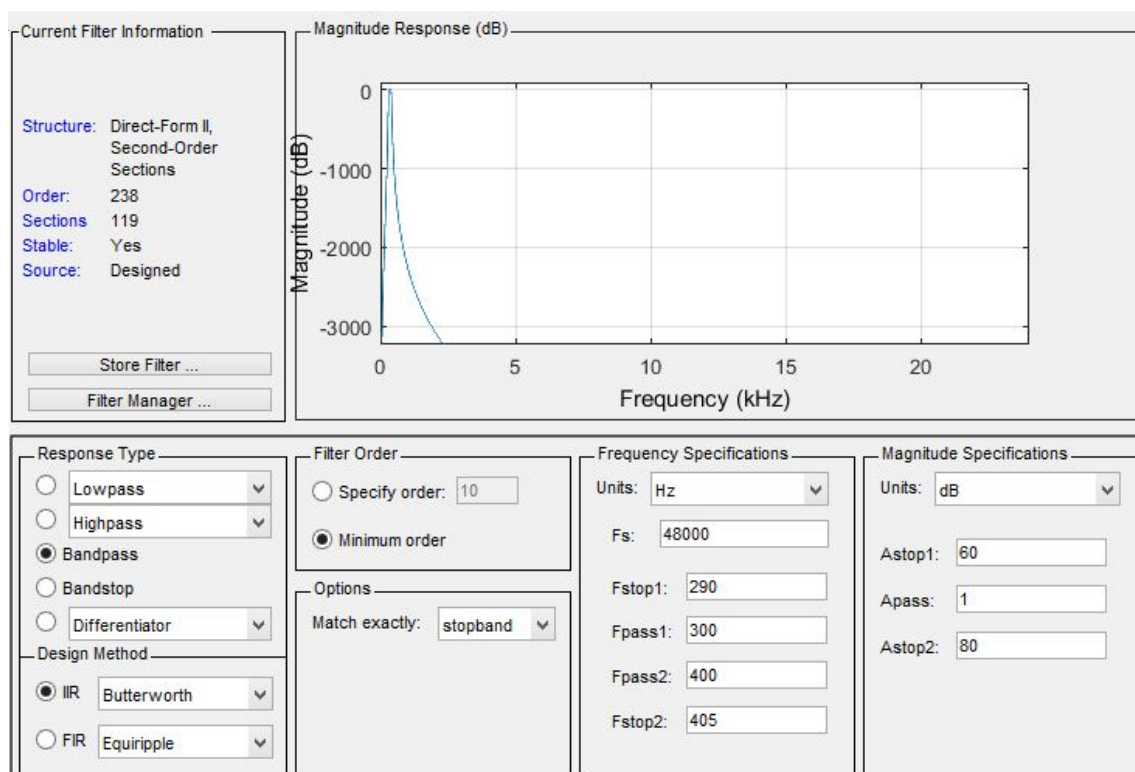 Current Filter Information
Structure: Direct-Form II,
Second-Order
Sections
Order: 238
Sections 119
Stable: Yes
Source: Designed
Store Filter ...
Filter Manager ...
Magnitude Response (dB)
Magnitude (dB)
0
-1000
-2000
-3000
0 5 10 15 20
Frequency (kHz)
Response Type
Lowpass
Highpass
Bandpass
Bandstop
Differentiator
Design Method
IIR Butterworth
FIR Equiripple
Filter Order
Specify order: 10
Minimum order
Options
Match exactly: stopband
Frequency Specifications
Units: Hz
Fs: 48000
Fstop1: 290
Fpass1: 300
Fpass2: 400
Fstop2: 405
Magnitude Specifications
Units: dB
Astop1: 60
Apass: 1
Astop2: 80